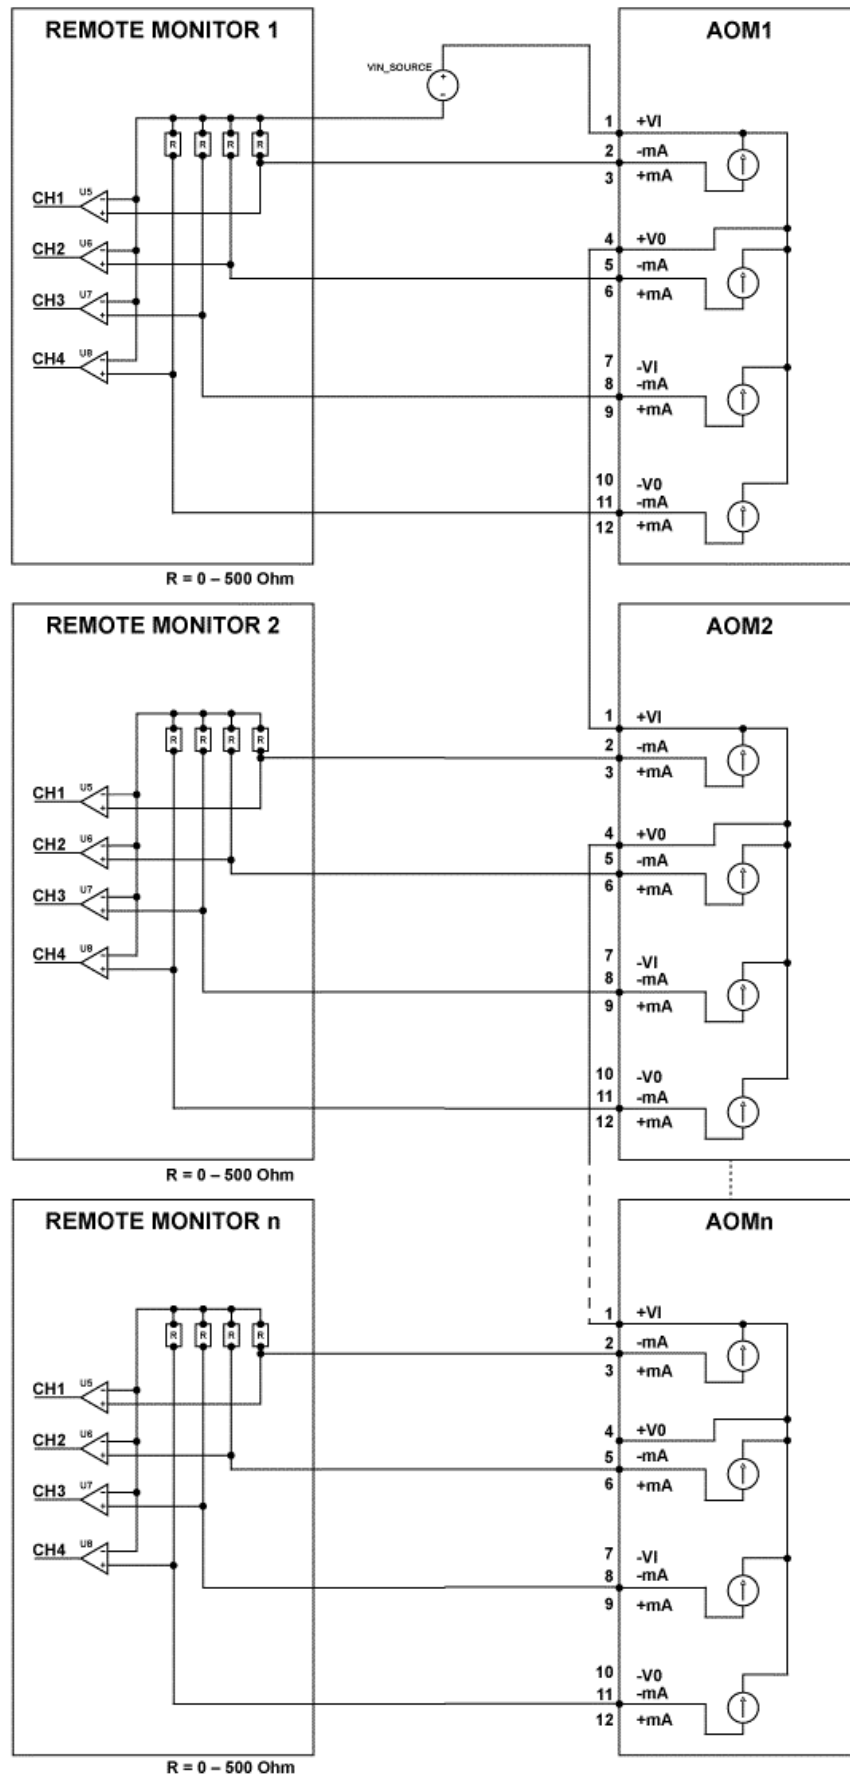 REMOTE MONITOR 1
AOM1
VIN_SOURCE
+
-
R R R R
1 +VI
2 -mA
3 +mA
CH1 U5 - +
4 +V0
5 -mA
6 +mA
CH2 U6 - +
CH3 U7 - +
7 -VI
8 -mA
9 +mA
CH4 U8 - +
10 -V0
11 -mA
12 +mA
R = 0 – 500 Ohm
REMOTE MONITOR 2
AOM2
R R R R
1 +VI
2 -mA
3 +mA
CH1 U5 - +
4 +V0
5 -mA
6 +mA
CH2 U6 - +
CH3 U7 - +
7 -VI
8 -mA
9 +mA
CH4 U8 - +
10 -V0
11 -mA
12 +mA
R = 0 – 500 Ohm
REMOTE MONITOR n
AOMn
R R R R
1 +VI
2 -mA
3 +mA
CH1 U5 - +
4 +V0
5 -mA
6 +mA
CH2 U6 - +
CH3 U7 - +
7 -VI
8 -mA
9 +mA
CH4 U8 - +
10 -V0
11 -mA
12 +mA
R = 0 – 500 Ohm